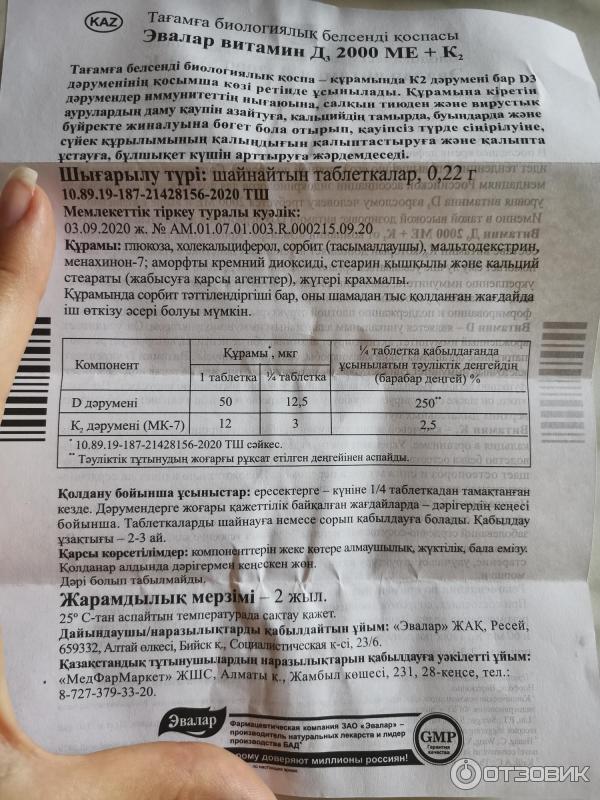 KAZ
Тағамға биологиялық белсенді қоспасы
Эвалар витамин Д₃ 2000 МЕ + К₂
Тағамға белсенді биологиялық қоспа – құрамында К2 дәрумені бар D3
дәруменінің қосымша көзі ретінде ұсынылады. Құрамына кіретін
дәрумендер иммунитеттің нығаюына, салқын тиюден және вирустық
аурулардың даму қаупін азайтуға, кальцийдің тамырда, буындарда және
бүйректе жиналуына бөгет бола отырып, қауіпсіз түрде сіңірілуіне,
сүйек құрылымының қалыңдығын қалыптастыруға және қалыпта
ұстауға, бұлшықет күшін арттыруға жәрдемдеседі.
Шығарылу түрі: шайнайтын таблеткалар, 0,22 г
10.89.19-187-21428156-2020 ТШ
Мемлекеттік тіркеу туралы куәлік:
03.09.2020 ж. № AM.01.07.01.003.R.000215.09.20
Құрамы: глюкоза, холекальциферол, сорбит (тасымалдаушы), мальтодекстрин,
менахинон-7; аморфты кремний диоксиді, стеарин қышқылы және кальций
стеараты (жабысуға қарсы агенттер), жүгері крахмалы.
Құрамында сорбит тәттілендіргіші бар, оны шамадан тыс қолданған жағдайда
іш өткізу әсері болуы мүмкін.
Компонент
Құрамы*, мкг
1 таблетка
¼ таблетка
¼ таблетка қабылдағанда
ұсынылатын тәуліктік деңгейдің
(барабар деңгей) %
D дәрумені 50 12,5 250**
К₂ дәрумені (МК-7) 12 3 2,5
* 10.89.19-187-21428156-2020 ТШ сәйкес.
** Тәуліктік тұтынудың жоғарғы рұқсат етілген деңгейінен аспайды.
Қолдану бойынша ұсыныстар: ересектерге – күніне 1/4 таблеткадан тамақтанған
кезде. Дәрумендерге жоғары қажеттілік байқалған жағдайларда – дәрігердің кеңесі
бойынша. Таблеткаларды шайнауға немесе сорып қабылдауға болады. Қабылдау
ұзақтығы – 2-3 ай.
Қарсы көрсетілімдер: компоненттерін жеке көтере алмаушылық, жүктілік, бала емізу.
Қолданар алдында дәрігермен кеңескен жөн.
Дәрі болып табылмайды.
Жарамдылық мерзімі – 2 жыл.
25° С-тан аспайтын температурада сақтау қажет.
Дайындаушы/наразылықтарды қабылдайтын ұйым: «Эвалар» ЖАҚ, Ресей,
659332, Алтай өлкесі, Бийск қ., Социалистическая к-сі, 23/6.
Қазақстандық тұтынушылардың наразылықтарын қабылдауға уәкілетті ұйым:
«МедФарМаркет» ЖШС, Алматы қ., Жамбыл көшесі, 231, 28-кеңсе, тел.:
8-727-379-33-20.
Эвалар
Фармацевтическая компания ЗАО «Эвалар» –
производитель натуральных лекарств и лидер
производства БАД*
доверяют миллионы россиян!
GMP
Гарантия
качества
ОТЗОВИК